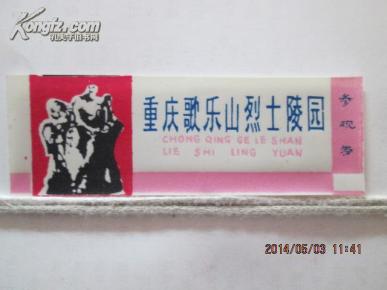 Kongfz.com
孔夫子旧书网
重庆歌乐山烈士陵园
CHONG QING GE LE SHAN
LIE SHI LING YUAN
参观券
2014/05/03 11:41